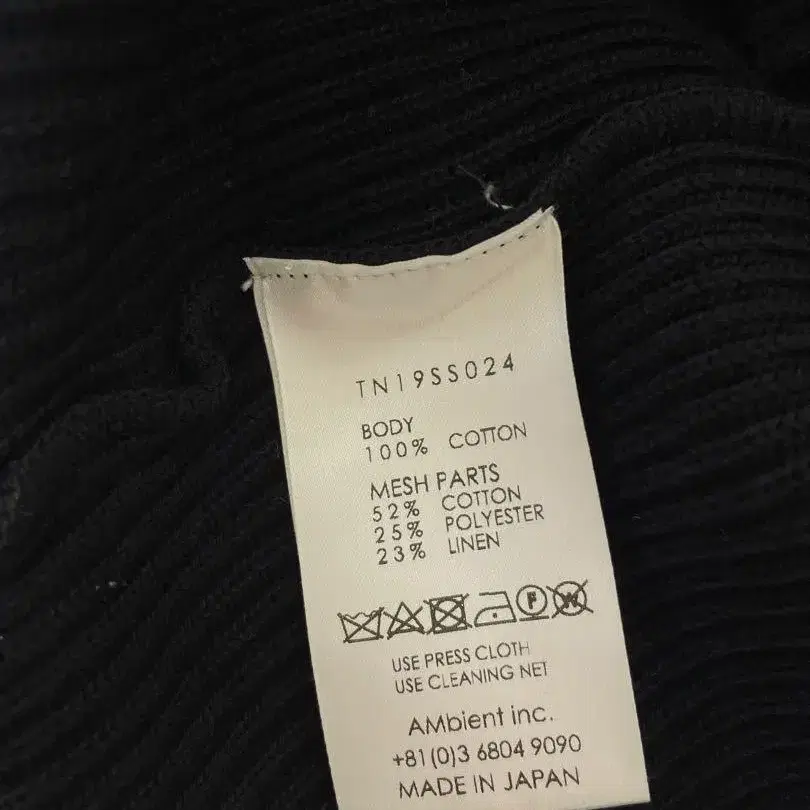 TN19SS024
BODY
100% COTTON
MESH PARTS
52% COTTON
25% POLYESTER
23% LINEN
P W
USE PRESS CLOTH
USE CLEANING NET
AMbient inc.
+81(0)3 6804 9090
MADE IN JAPAN